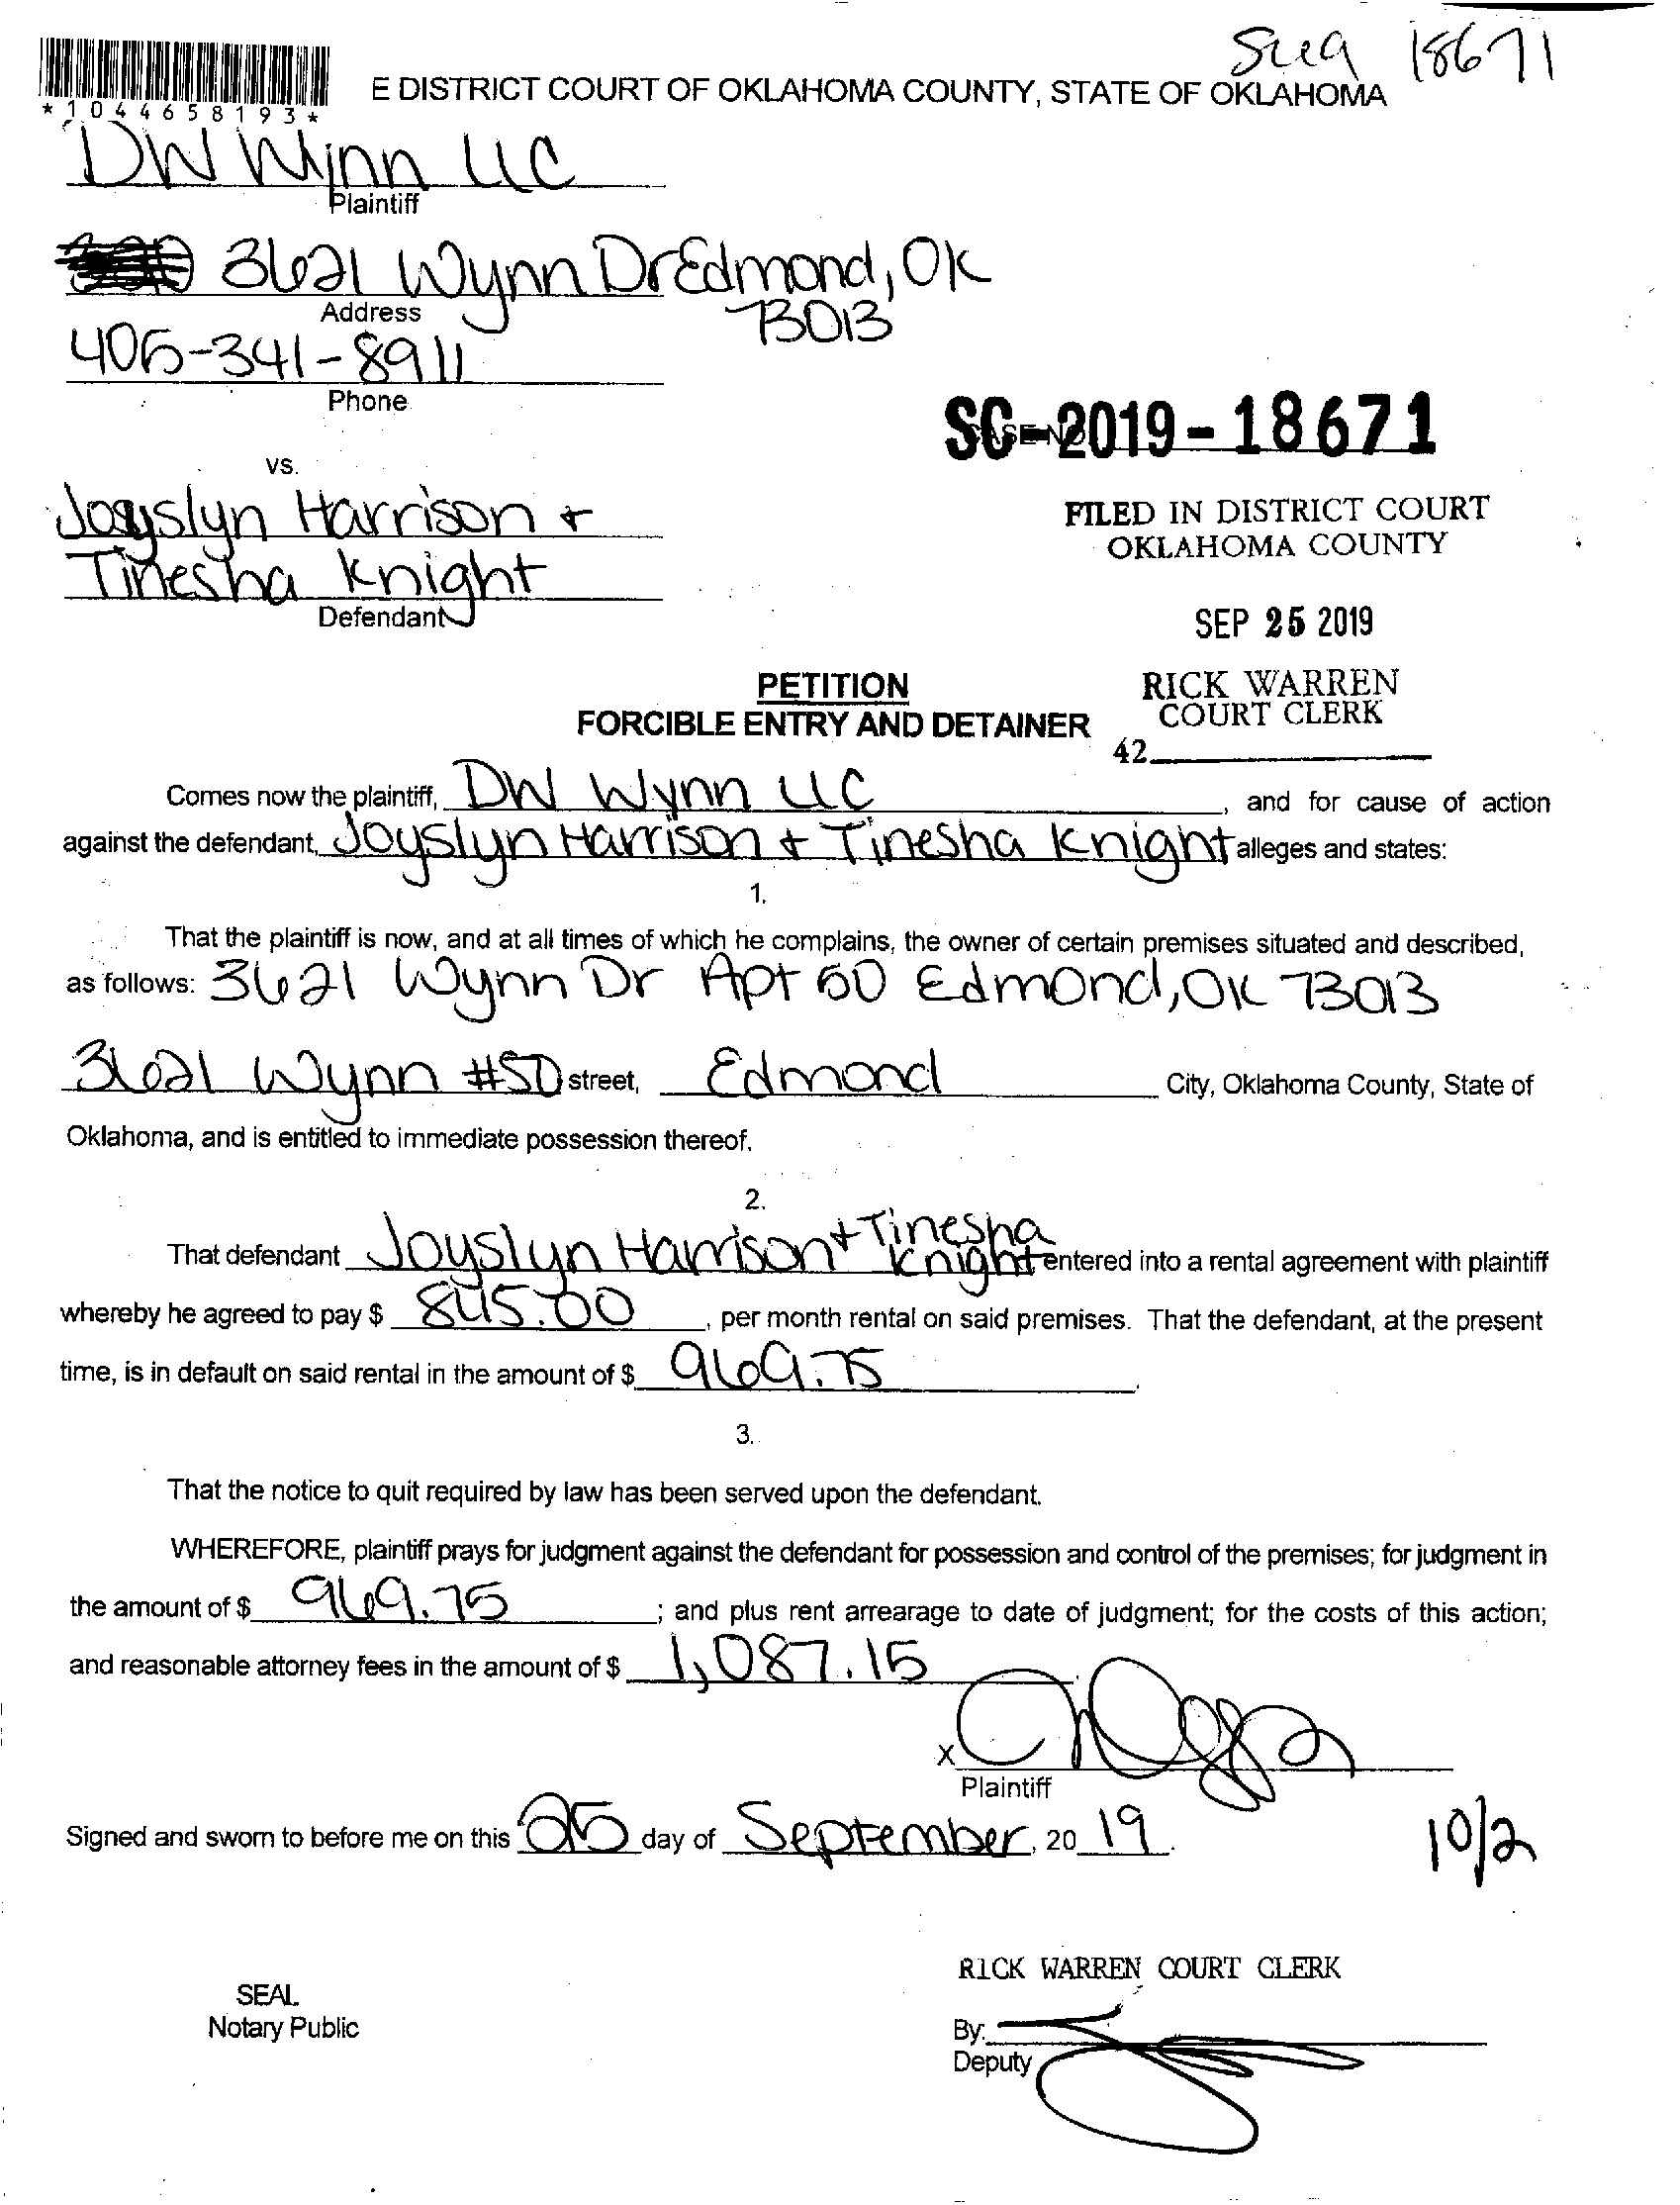 18671
E DISTRICT COURT OF OKLAHOMA COUNTY, STATE OF OKLAHOMA
*1044658193*
DW Wynn LLC
Plaintiff
3621 Wynn Dr Edmond, OK
73013
Address
405-341-8911
Phone
SC-2019-18671
vs.
Joyslyn Harrison +
Tinesha Knight
Defendant
FILED IN DISTRICT COURT
OKLAHOMA COUNTY
SEP 25 2019
RICK WARREN
COURT CLERK
42
PETITION
FORCIBLE ENTRY AND DETAINER
Comes now the plaintiff, DW Wynn LLC, and for cause of action
against the defendant, Joyslyn Harrison + Tinesha Knight alleges and states:
1.
That the plaintiff is now, and at all times of which he complains, the owner of certain premises situated and described,
as follows: 3621 Wynn Dr Apt 50 Edmond, OK 73013
3621 Wynn #50 street, Edmond City, Oklahoma County, State of
Oklahoma, and is entitled to immediate possession thereof.
2.
That defendant Joyslyn Harrison + Tinesha Knight entered into a rental agreement with plaintiff
whereby he agreed to pay $ 845.00, per month rental on said premises. That the defendant, at the present
time, is in default on said rental in the amount of $ 969.75.
3.
That the notice to quit required by law has been served upon the defendant.
WHEREFORE, plaintiff prays for judgment against the defendant for possession and control of the premises; for judgment in
the amount of $ 969.75; and plus rent arrearage to date of judgment; for the costs of this action;
and reasonable attorney fees in the amount of $ 1,087.15.
X
Plaintiff
Signed and sworn to before me on this 25 day of September, 20 19.
10/2
SEAL
Notary Public
RICK WARREN COURT CLERK
By:
Deputy